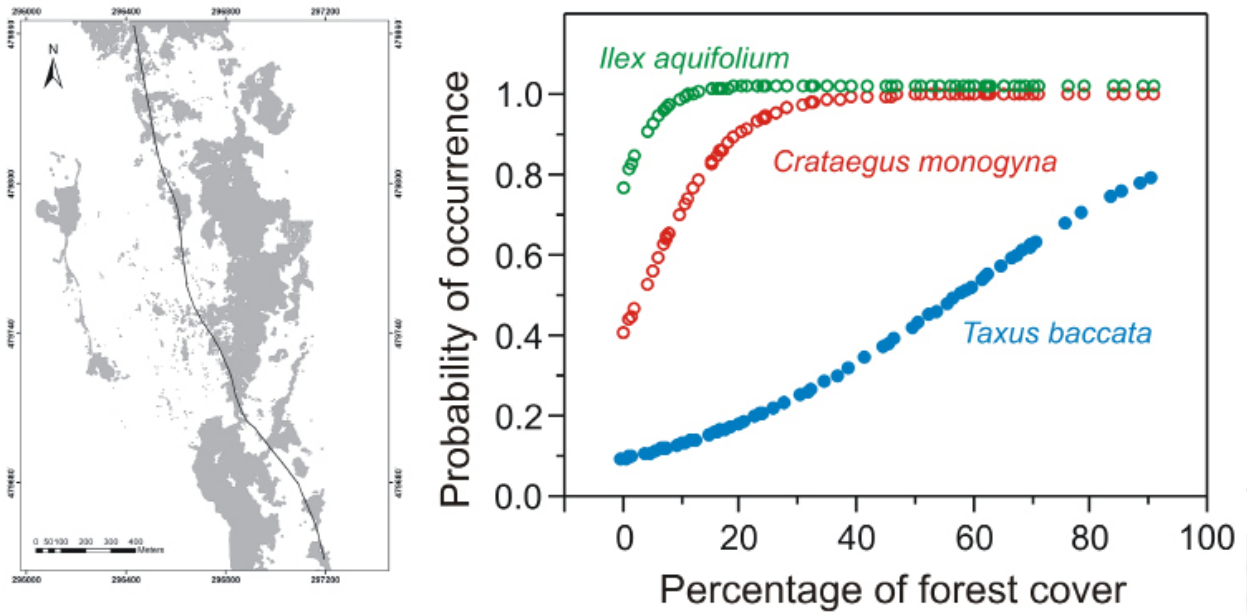 296000 296400 296800 297200
N
0 50 100 200 300 400
Meters
296000 296400 296800 297200
Ilex aquifolium
Crataegus monogyna
Taxus baccata
Probability of occurrence
1.0
0.8
0.6
0.4
0.2
0.0
0 20 40 60 80 100
Percentage of forest cover